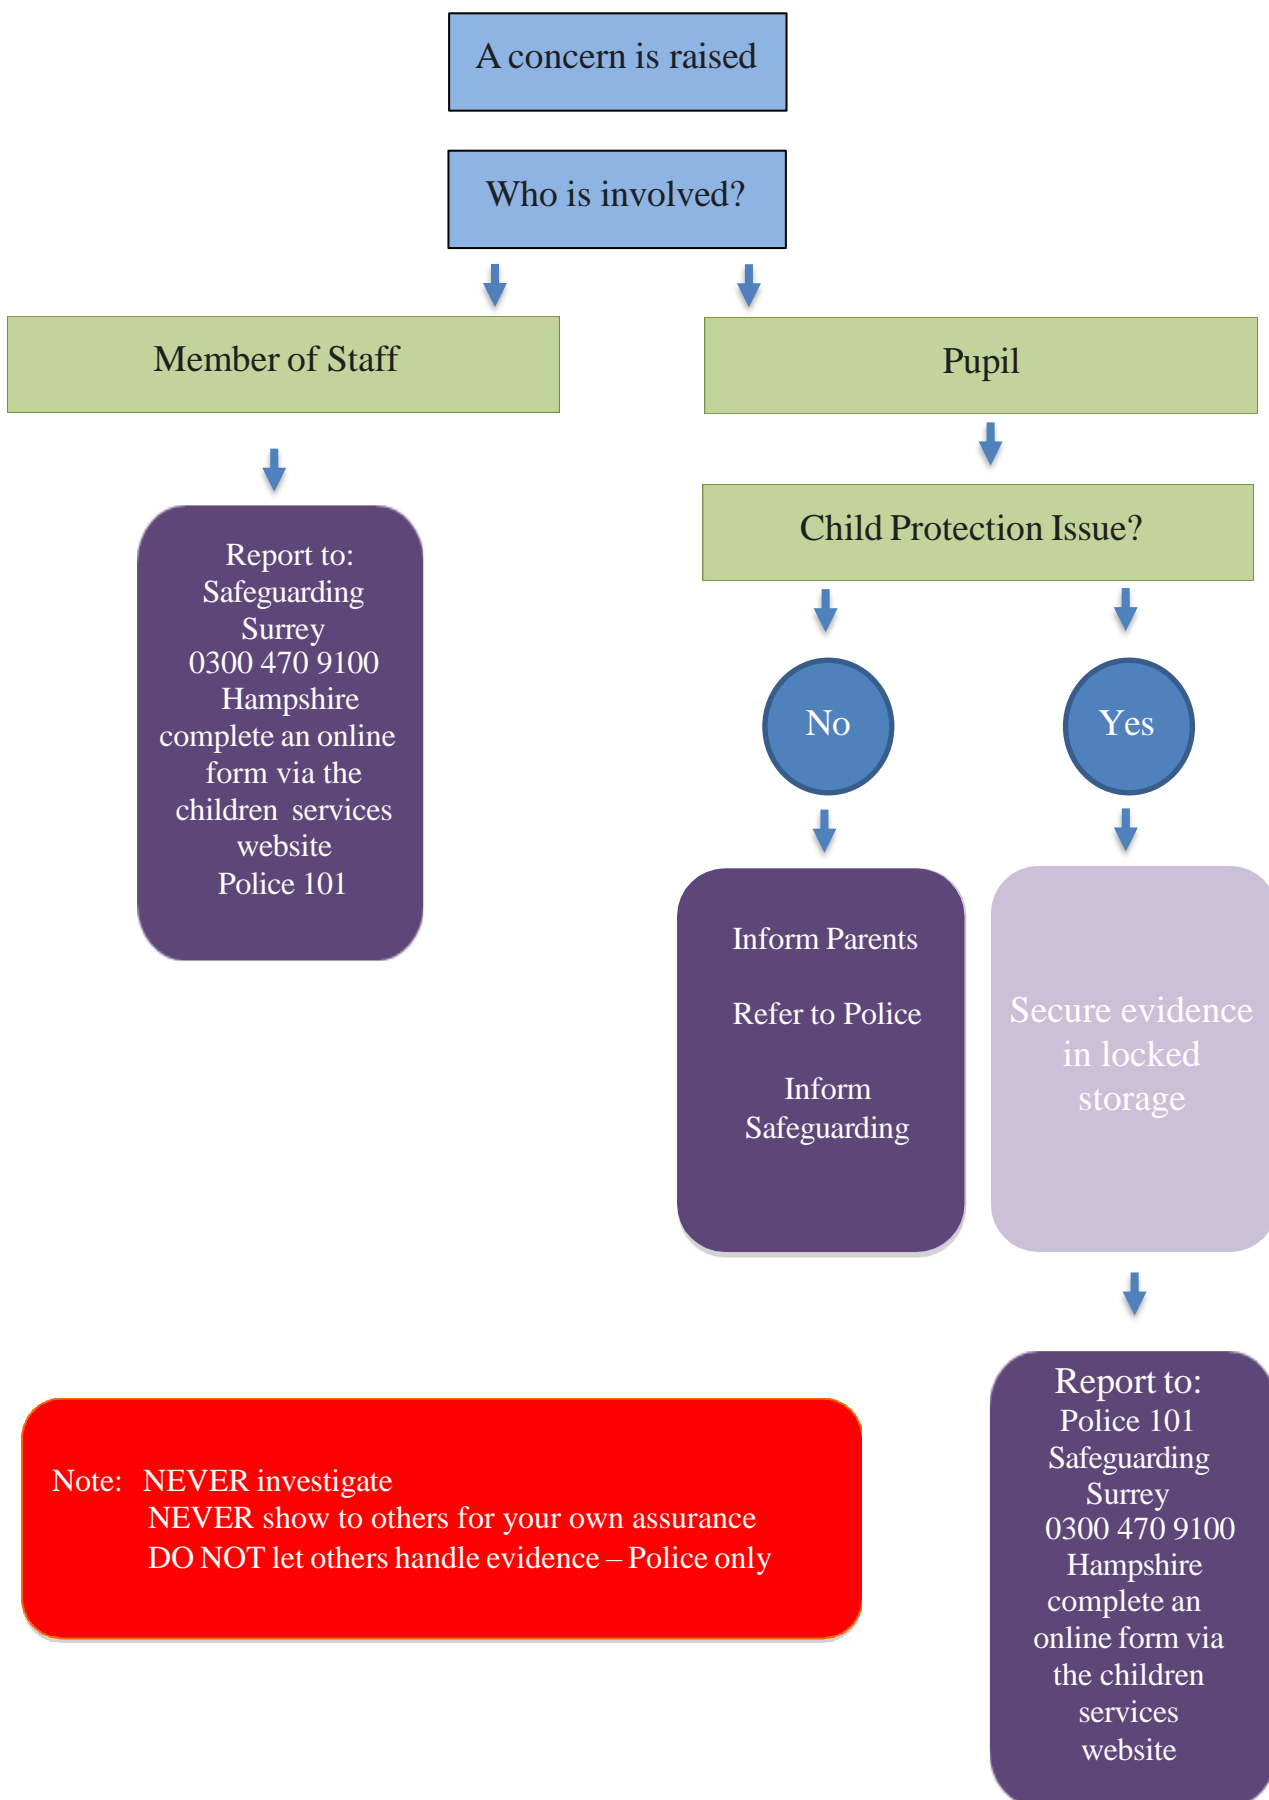 A concern is raised
Who is involved?
Member of Staff
Pupil
Child Protection Issue?
Report to:
Safeguarding
Surrey
0300 470 9100
Hampshire
complete an online
form via the
children services
website
Police 101
No
Yes
Inform Parents
Refer to Police
Inform
Safeguarding
Secure evidence
in locked
storage
Note: NEVER investigate
NEVER show to others for your own assurance
DO NOT let others handle evidence – Police only
Report to:
Police 101
Safeguarding
Surrey
0300 470 9100
Hampshire
complete an
online form via
the children
services
website